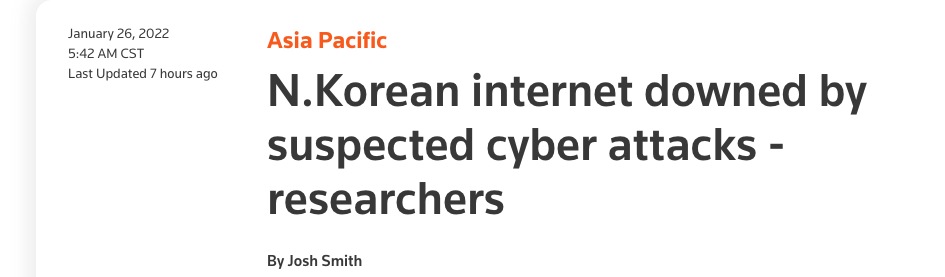 January 26, 2022
5:42 AM CST
Last Updated 7 hours ago
Asia Pacific
N.Korean internet downed by
suspected cyber attacks -
researchers
By Josh Smith